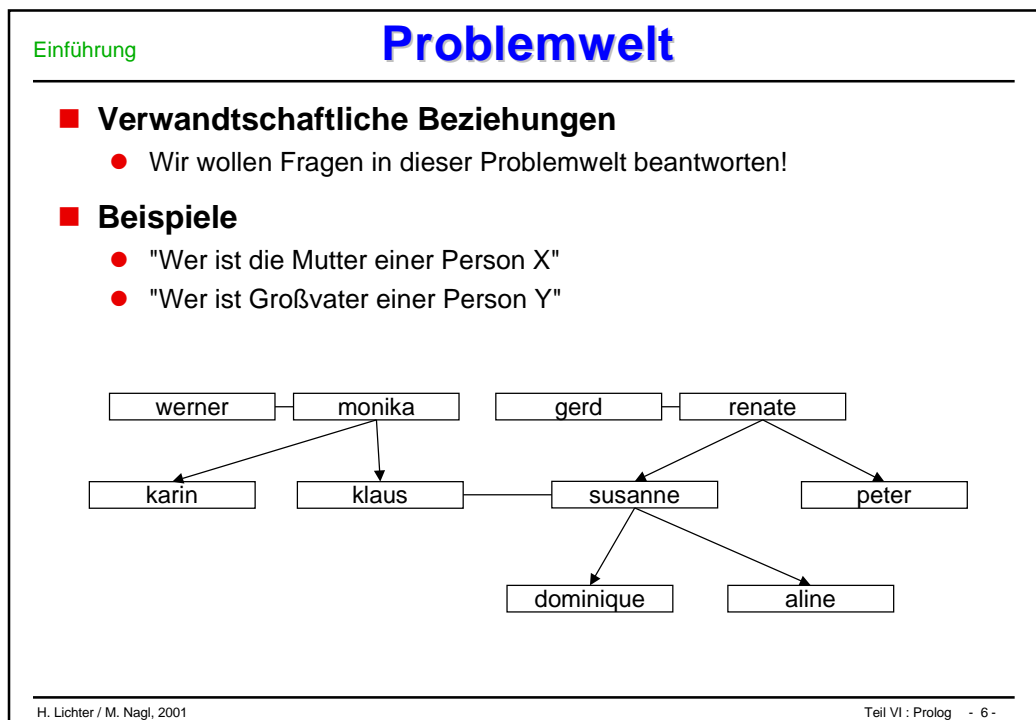 Einführung
Problemwelt
Verwandtschaftliche Beziehungen
Wir wollen Fragen in dieser Problemwelt beantworten!
Beispiele
"Wer ist die Mutter einer Person X"
"Wer ist Großvater einer Person Y"
werner monika gerd renate
karin klaus susanne peter
dominique aline
H. Lichter / M. Nagl, 2001 Teil VI : Prolog - 6 -